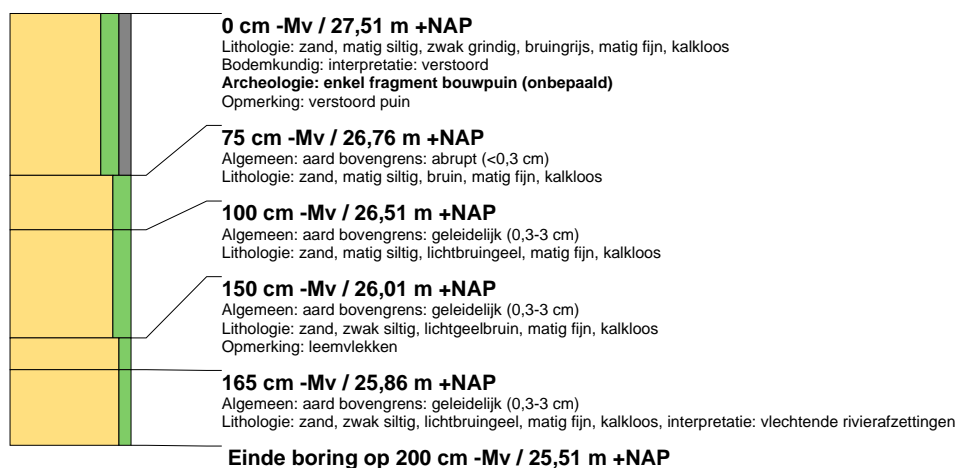 0 cm -Mv / 27,51 m +NAP
Lithologie: zand, matig siltig, zwak grindig, bruingrijs, matig fijn, kalkloos
Bodemkundig: interpretatie: verstoord
Archeologie: enkel fragment bouwpuin (onbepaald)
Opmerking: verstoord puin
75 cm -Mv / 26,76 m +NAP
Algemeen: aard bovengrens: abrupt (<0,3 cm)
Lithologie: zand, matig siltig, bruin, matig fijn, kalkloos
100 cm -Mv / 26,51 m +NAP
Algemeen: aard bovengrens: geleidelijk (0,3-3 cm)
Lithologie: zand, matig siltig, lichtbruingeel, matig fijn, kalkloos
150 cm -Mv / 26,01 m +NAP
Algemeen: aard bovengrens: geleidelijk (0,3-3 cm)
Lithologie: zand, zwak siltig, lichtgeelbruin, matig fijn, kalkloos
Opmerking: leemvlekken
165 cm -Mv / 25,86 m +NAP
Algemeen: aard bovengrens: geleidelijk (0,3-3 cm)
Lithologie: zand, zwak siltig, lichtbruingeel, matig fijn, kalkloos, interpretatie: vlechtende rivierafzettingen
Einde boring op 200 cm -Mv / 25,51 m +NAP